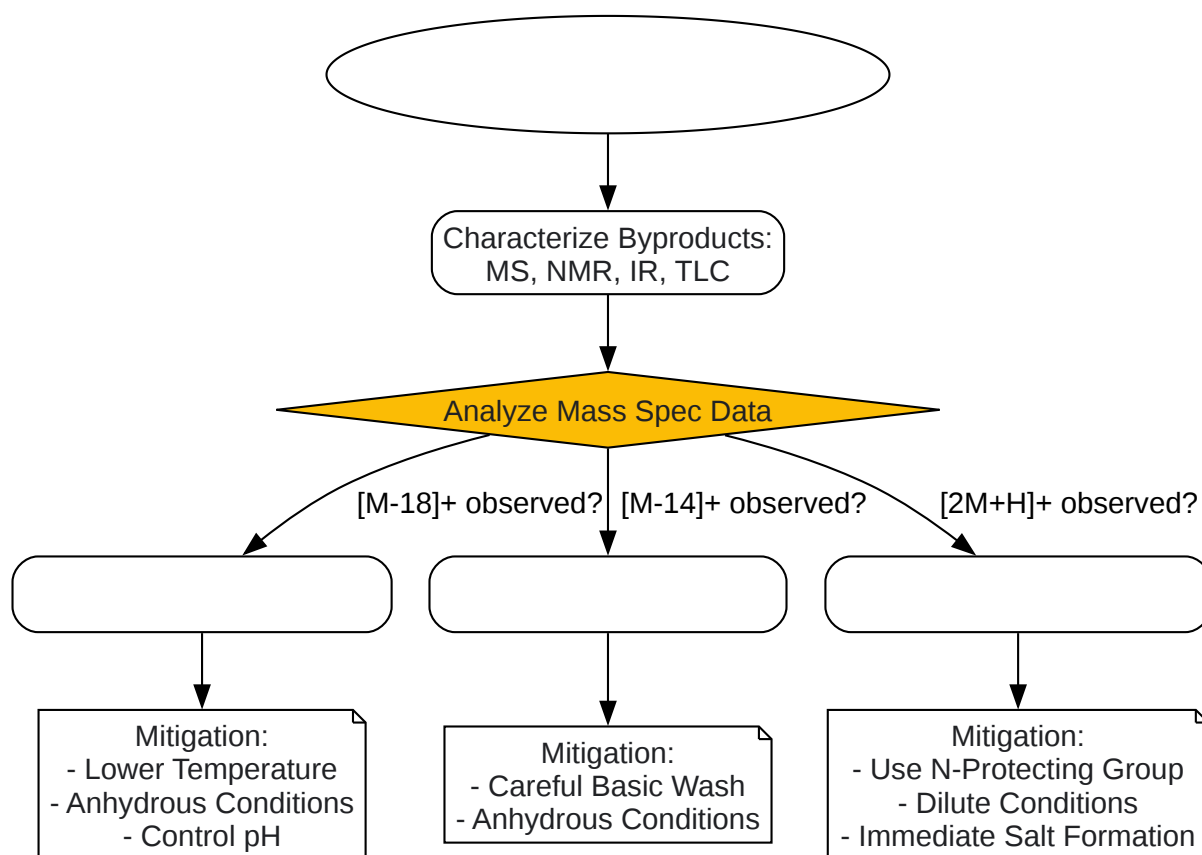 Characterize Byproducts:
MS, NMR, IR, TLC
Analyze Mass Spec Data
[M-18]+ observed?
[M-14]+ observed?
[2M+H]+ observed?
Mitigation:
- Lower Temperature
- Anhydrous Conditions
- Control pH
Mitigation:
- Careful Basic Wash
- Anhydrous Conditions
Mitigation:
- Use N-Protecting Group
- Dilute Conditions
- Immediate Salt Formation